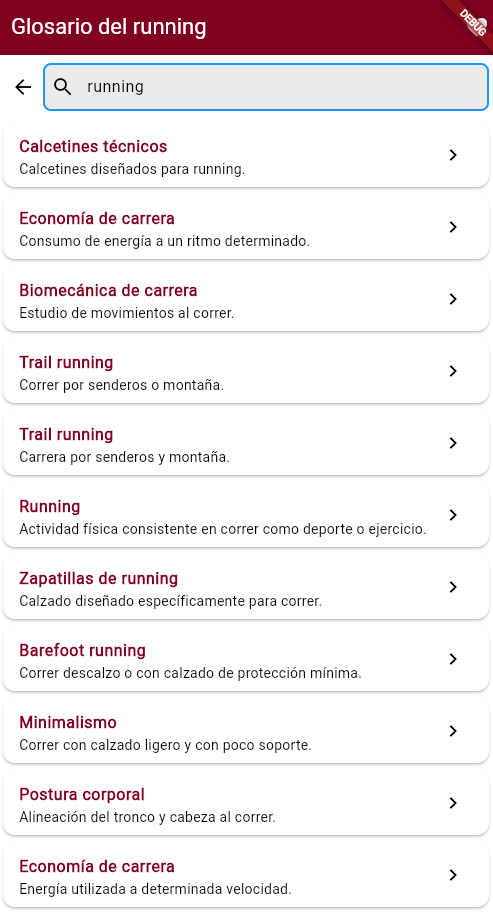 Glosario del running
DEBUG
running
Calcetines técnicos
Calcetines diseñados para running.
Economía de carrera
Consumo de energía a un ritmo determinado.
Biomecánica de carrera
Estudio de movimientos al correr.
Trail running
Correr por senderos o montaña.
Trail running
Carrera por senderos y montaña.
Running
Actividad física consistente en correr como deporte o ejercicio.
Zapatillas de running
Calzado diseñado específicamente para correr.
Barefoot running
Correr descalzo o con calzado de protección mínima.
Minimalismo
Correr con calzado ligero y con poco soporte.
Postura corporal
Alineación del tronco y cabeza al correr.
Economía de carrera
Energía utilizada a determinada velocidad.